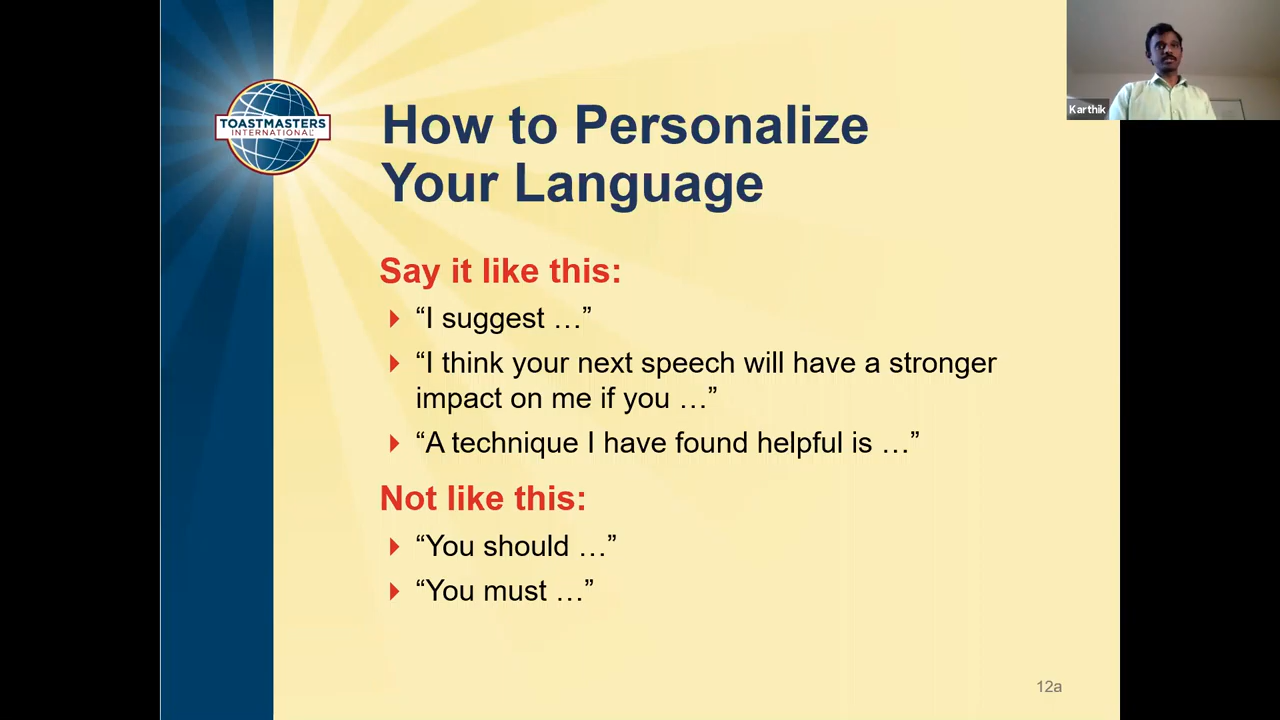 TOASTMASTERS
INTERNATIONAL
How to Personalize
Your Language
Karthik
Say it like this:
“I suggest …”
“I think your next speech will have a stronger
impact on me if you …”
“A technique I have found helpful is …”
Not like this:
“You should …”
“You must …”
12a